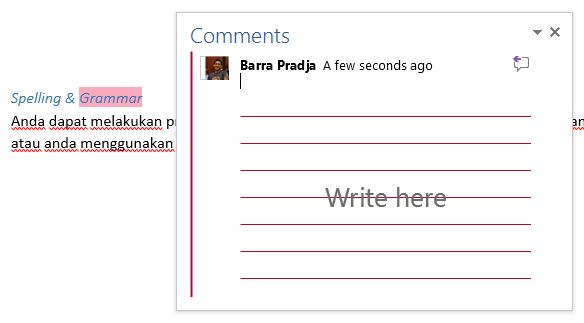 Comments
Barra Pradja A few seconds ago
Spelling & Grammar
Anda dapat melakukan
atau anda menggunakan
Write here